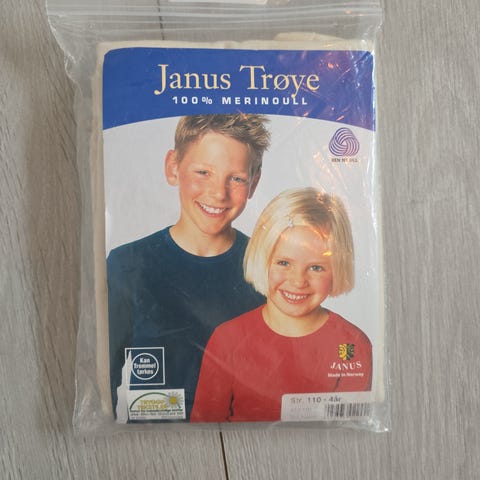 Janus Trøye
100% MERINOULL
REN NY ULL
Kan
Trommel
tørkes
JANUS
Made in Norway
Str. 110 - 4år